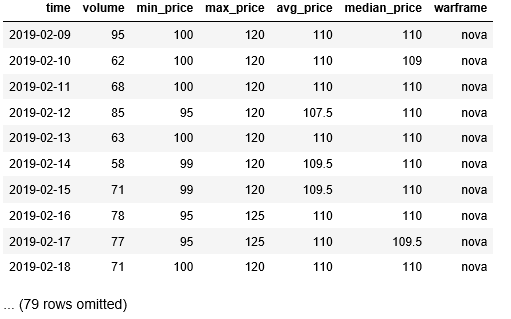 time volume min_price max_price avg_price median_price warframe
2019-02-09 95 100 120 110 110 nova
2019-02-10 62 100 120 110 109 nova
2019-02-11 68 100 120 110 110 nova
2019-02-12 85 95 120 107.5 110 nova
2019-02-13 63 100 120 110 110 nova
2019-02-14 58 99 120 109.5 110 nova
2019-02-15 71 99 120 109.5 110 nova
2019-02-16 78 95 125 110 110 nova
2019-02-17 77 95 125 110 109.5 nova
2019-02-18 71 100 120 110 110 nova
... (79 rows omitted)